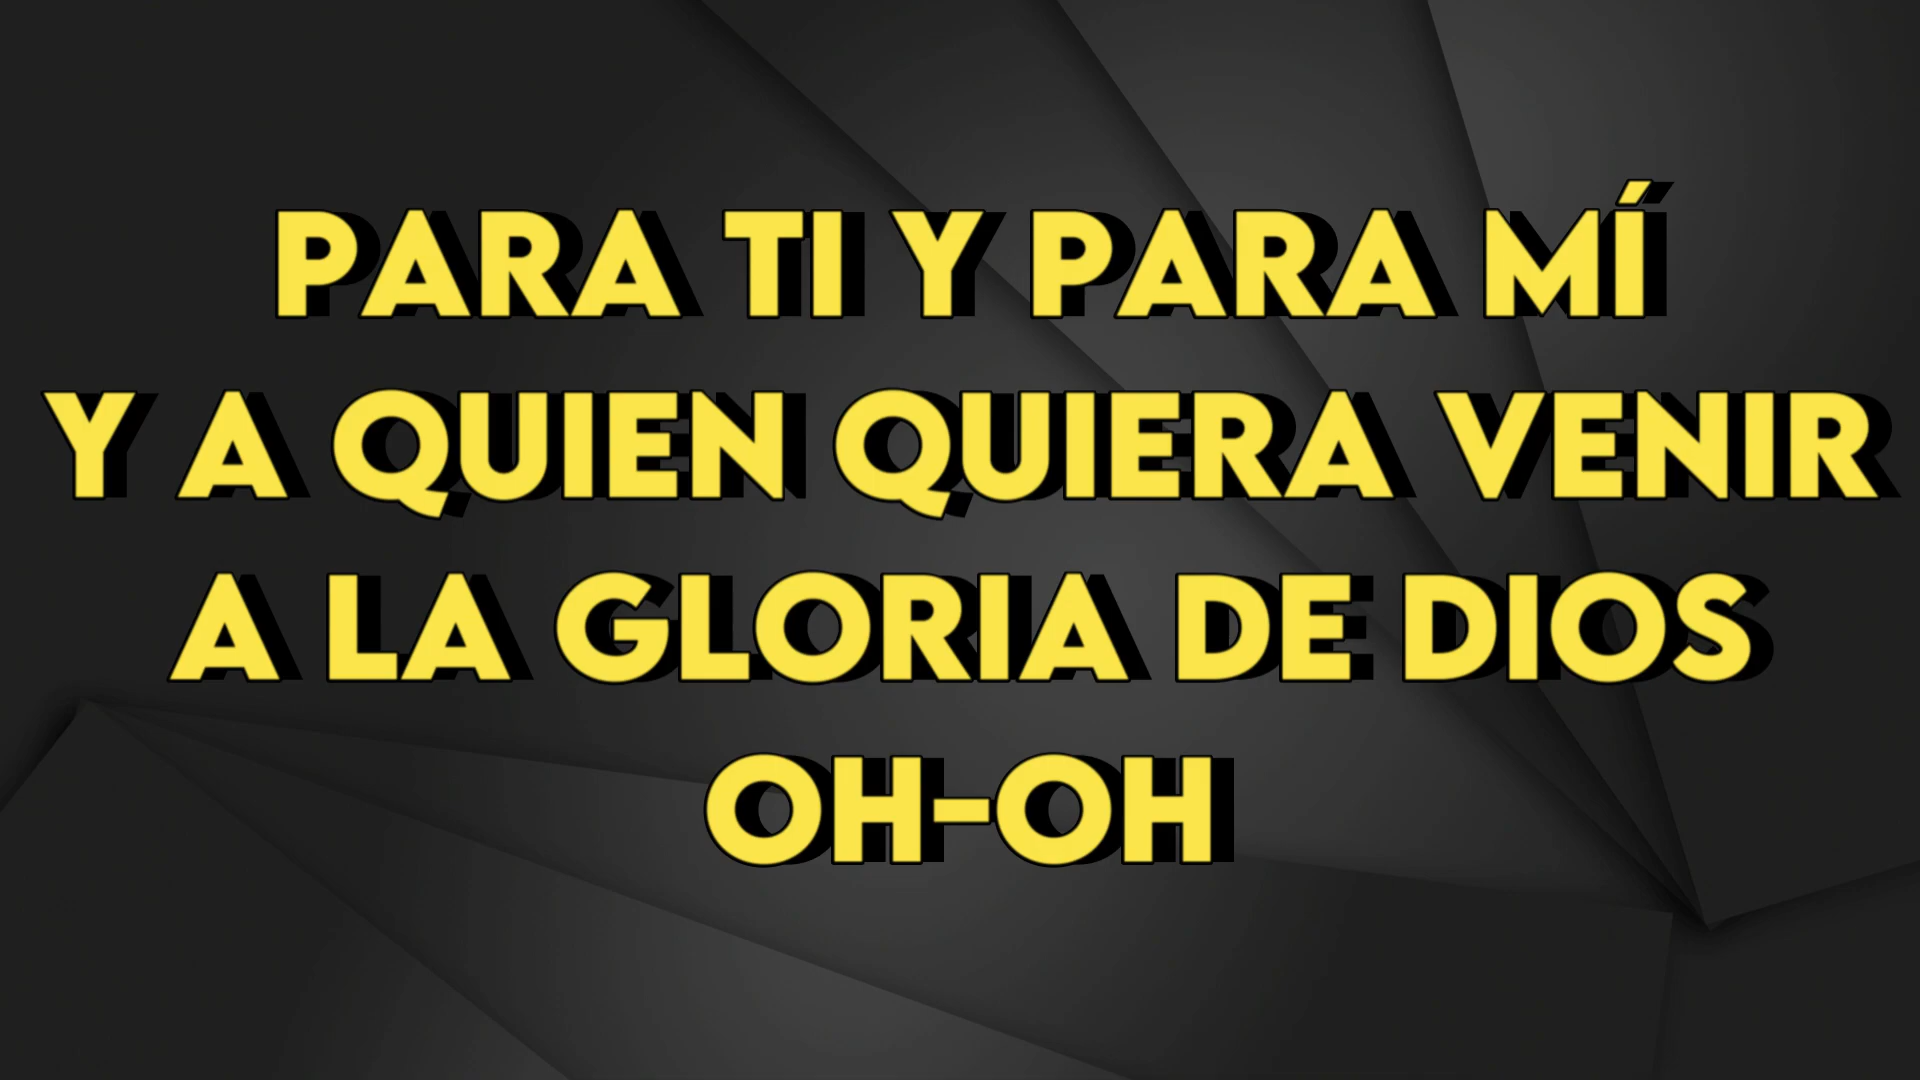 PARA TI Y PARA MÍ
Y A QUIEN QUIERA VENIR
A LA GLORIA DE DIOS
OH-OH